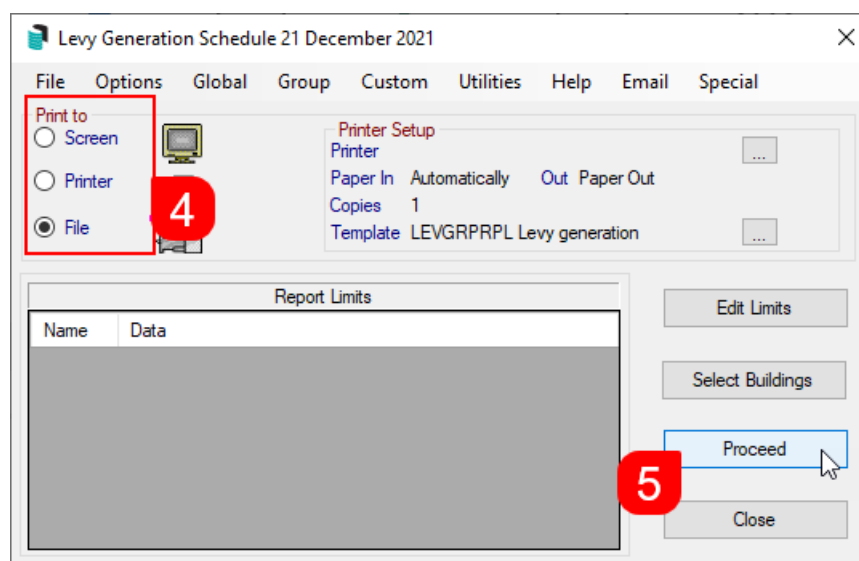 Levy Generation Schedule 21 December 2021
File Options Global Group Custom Utilities Help Email Special
Print to
Screen
Printer
File
4
Printer Setup
Printer
...
Paper In Automatically Out Paper Out
Copies 1
Template LEVGRPRPL Levy generation
...
Report Limits
Name Data
Edit Limits
Select Buildings
Proceed
5
Close